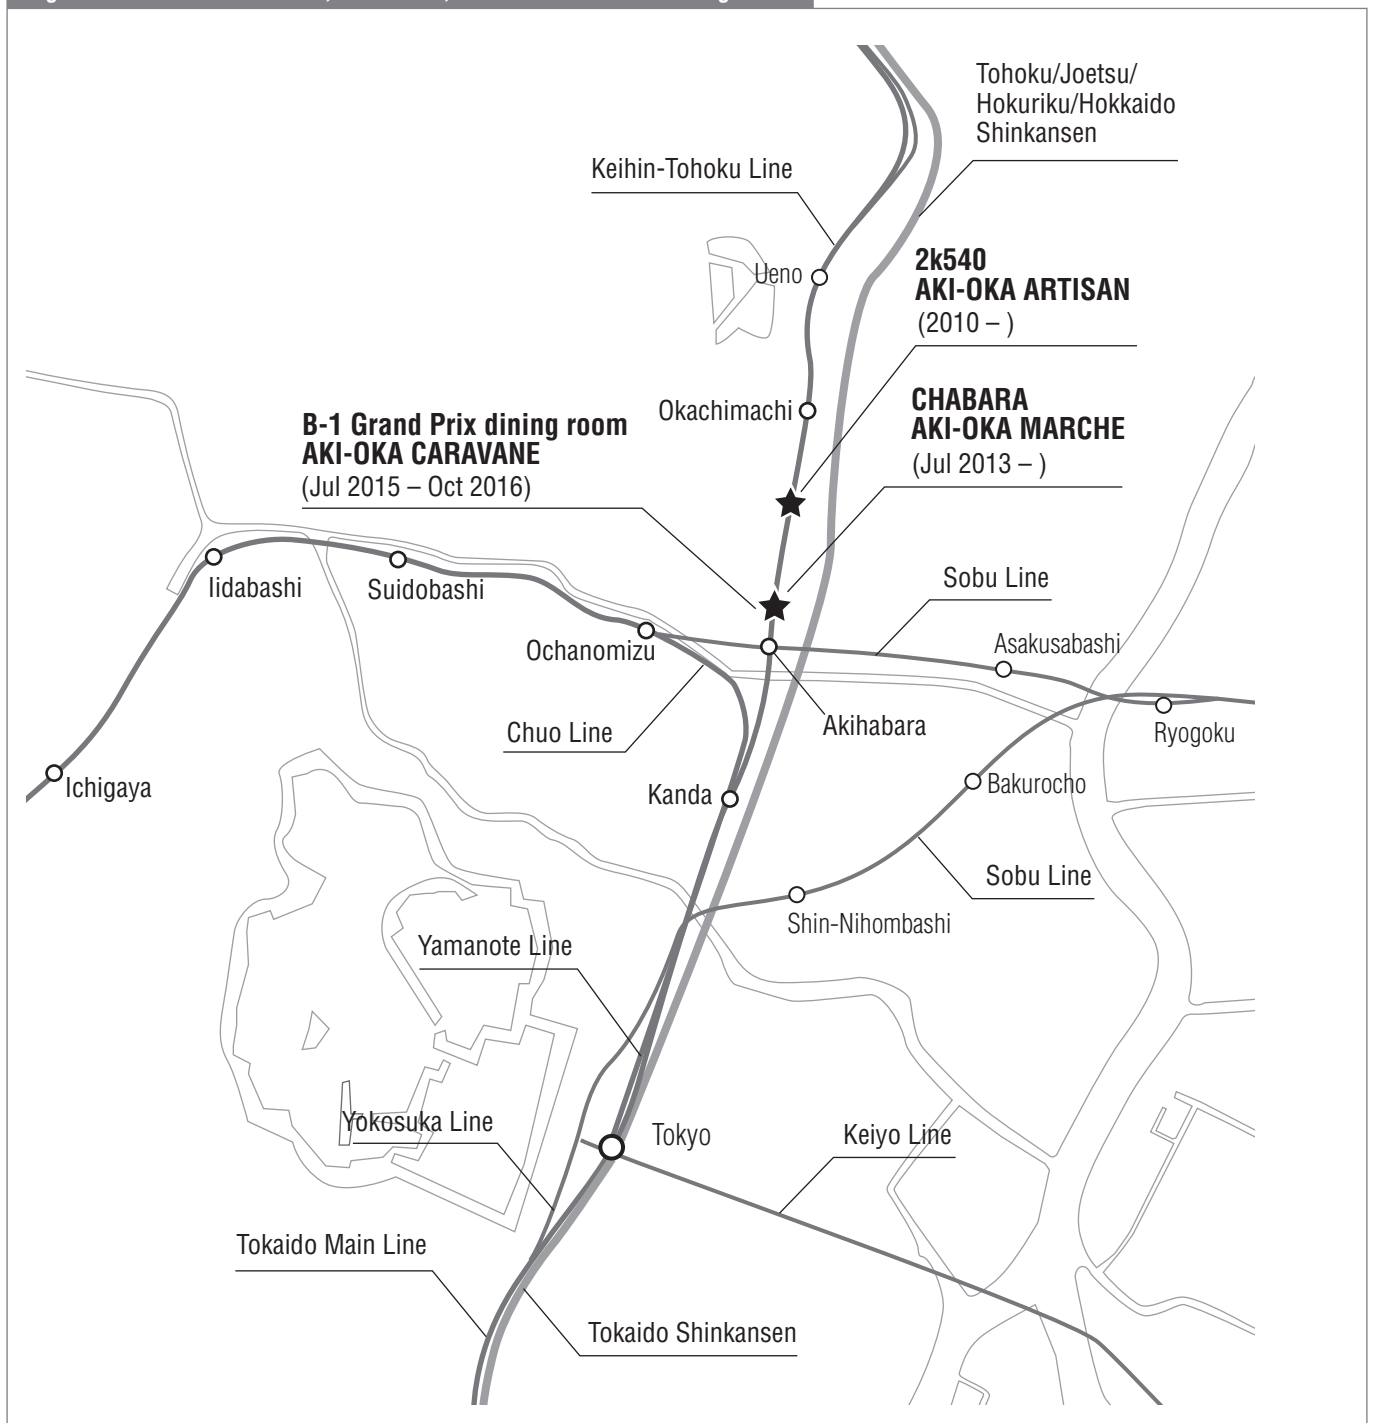 Tohoku/Joetsu/
Hokuriku/Hokkaido
Shinkansen
Keihin-Tohoku Line
Ueno
2k540
AKI-OKA ARTISAN
(2010 – )
Okachimachi
CHABARA
AKI-OKA MARCHE
(Jul 2013 – )
B-1 Grand Prix dining room
AKI-OKA CARAVANE
(Jul 2015 – Oct 2016)
Iidabashi
Suidobashi
Sobu Line
Ochanomizu
Asakusabashi
Chuo Line
Akihabara
Ryogoku
Ichigaya
Kanda
Bakurocho
Sobu Line
Shin-Nihombashi
Yamanote Line
Yokosuka Line
Tokyo
Keiyo Line
Tokaido Main Line
Tokaido Shinkansen